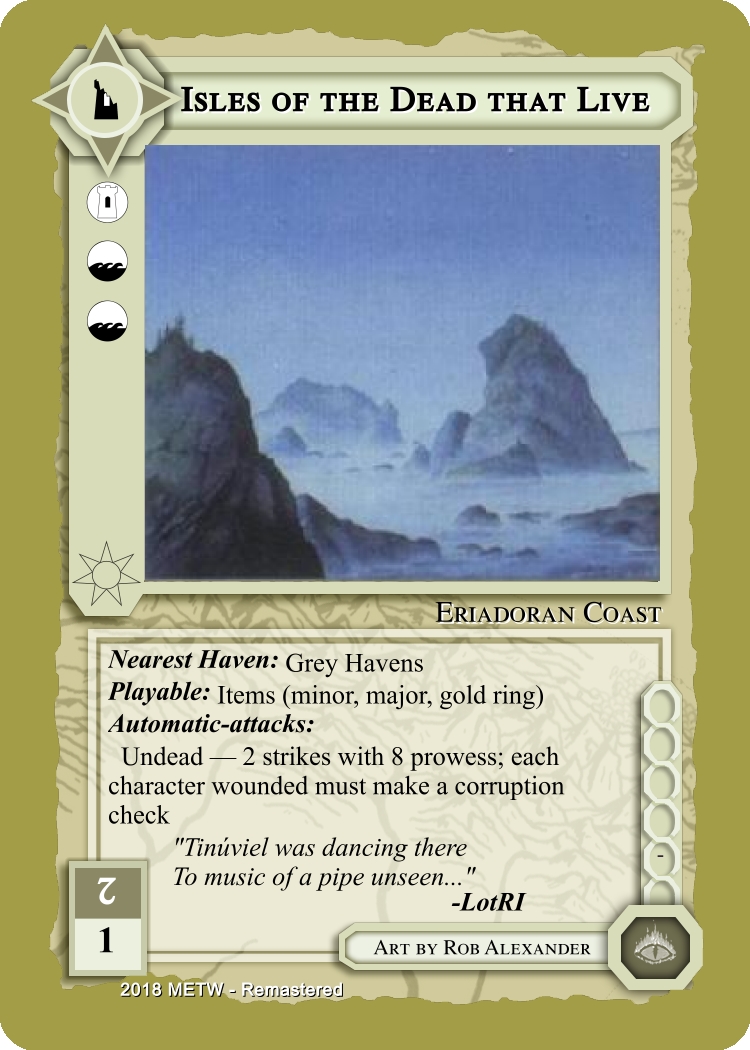 Isles of the Dead that Live
Eriadoran Coast
Nearest Haven: Grey Havens
Playable: Items (minor, major, gold ring)
Automatic-attacks:
Undead — 2 strikes with 8 prowess; each
character wounded must make a corruption
check
"Tinúviel was dancing there
To music of a pipe unseen..."
-LotRI
-
2
1
Art by Rob Alexander
2018 METW - Remastered